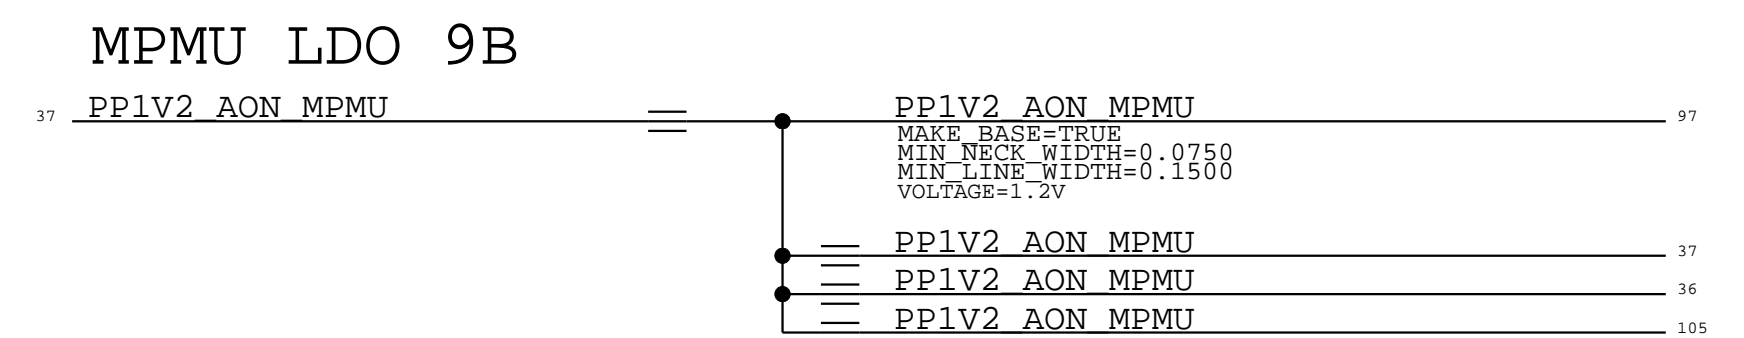 MPMU LDO 9B
37 PP1V2_AON_MPMU PP1V2_AON_MPMU 97
MAKE_BASE=TRUE
MIN_NECK_WIDTH=0.0750
MIN_LINE_WIDTH=0.1500
VOLTAGE=1.2V
PP1V2_AON_MPMU 37
PP1V2_AON_MPMU 36
PP1V2_AON_MPMU 105